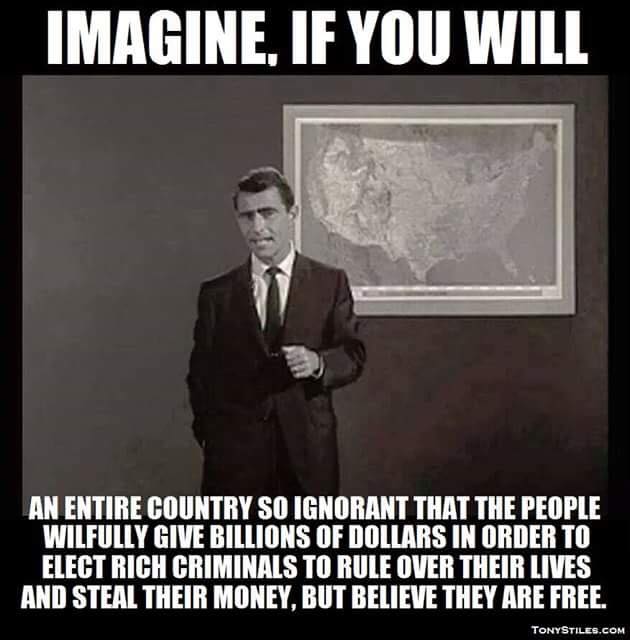 IMAGINE, IF YOU WILL
AN ENTIRE COUNTRY SO IGNORANT THAT THE PEOPLE
WILFULLY GIVE BILLIONS OF DOLLARS IN ORDER TO
ELECT RICH CRIMINALS TO RULE OVER THEIR LIVES
AND STEAL THEIR MONEY, BUT BELIEVE THEY ARE FREE.
TONYSTILES.COM